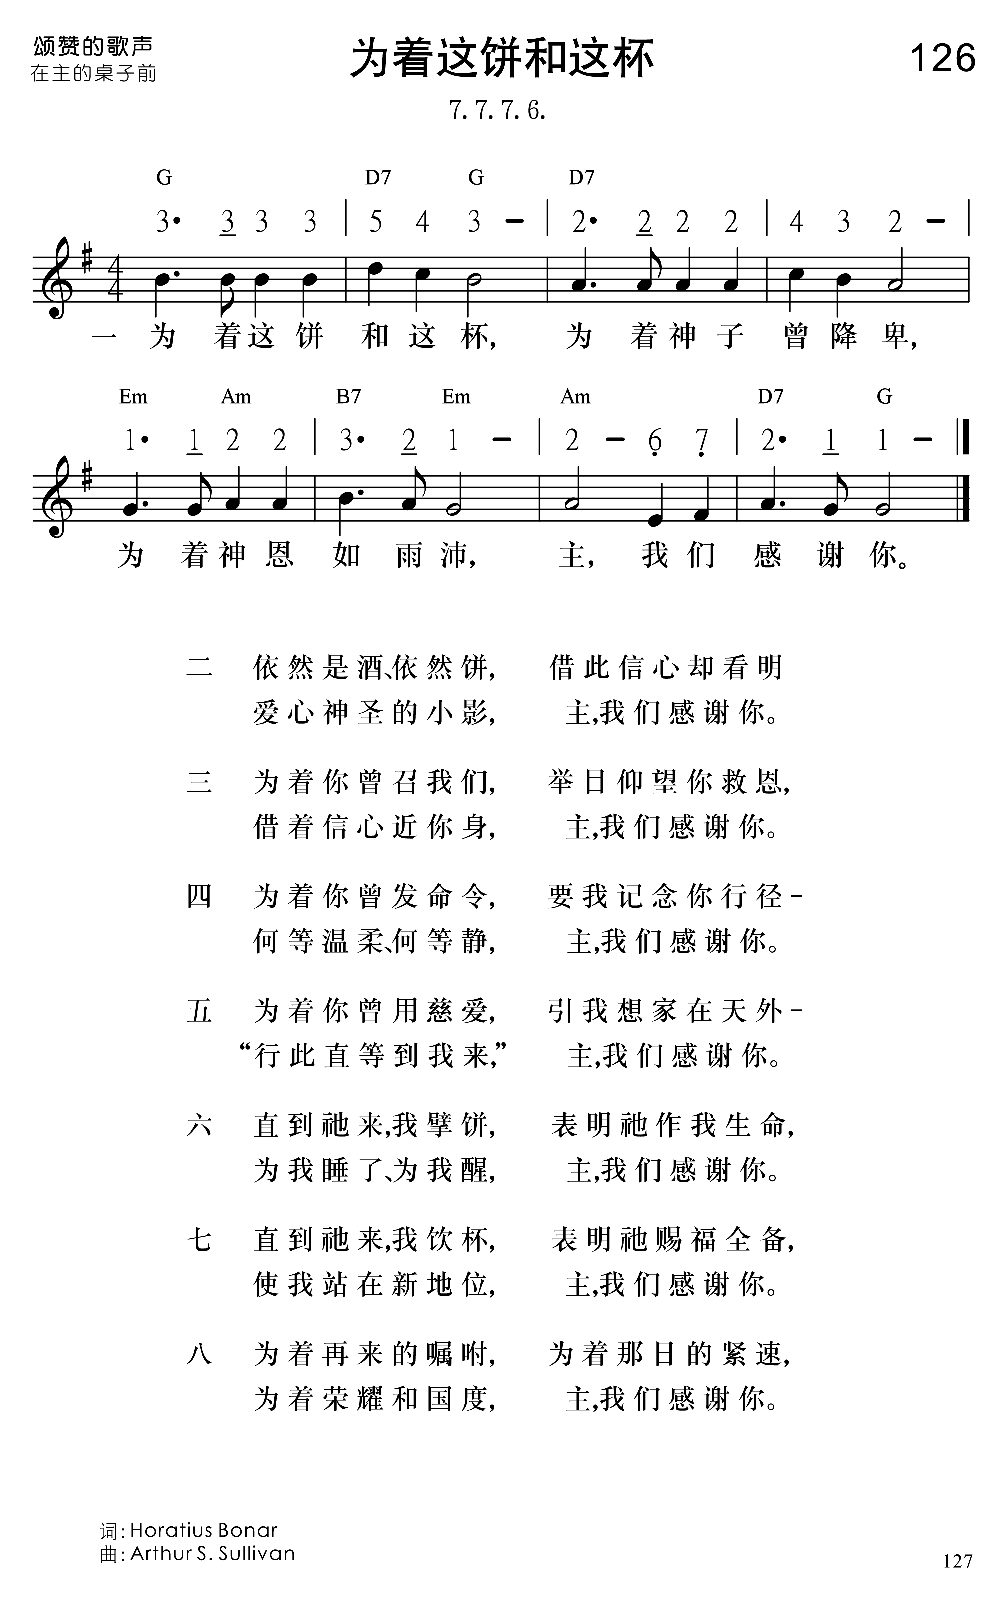 颂赞的歌声
在主的桌子前
为着这饼和这杯
126
7. 7. 7. 6.
G D7 G D7
3· 3 3 3 | 5 4 3 - | 2· 2 2 2 | 4 3 2 - |
4/4
一 为着这饼和这杯, 为着神子曾降卑,
Em Am B7 Em Am D7 G
1· 1 2 2 | 3· 2 1 - | 2 - 6 7 | 2· 1 1 - ‖
为着神恩如雨沛, 主, 我们感谢你。
二 依然是酒、依然饼, 借此信心却看明
爱心神圣的小影, 主,我们感谢你。
三 为着你曾召我们, 举目仰望你救恩,
借着信心近你身, 主,我们感谢你。
四 为着你曾发命令, 要我记念你行径-
何等温柔、何等静, 主,我们感谢你。
五 为着你曾用慈爱, 引我想家在天外-
“行此直等到我来,” 主,我们感谢你。
六 直到祂来,我擘饼, 表明祂作我生命,
为我睡了、为我醒, 主,我们感谢你。
七 直到祂来,我饮杯, 表明祂赐福全备,
使我站在新地位, 主,我们感谢你。
八 为着再来的嘱咐, 为着那日的紧速,
为着荣耀和国度, 主,我们感谢你。
词: Horatius Bonar
曲: Arthur S. Sullivan
127